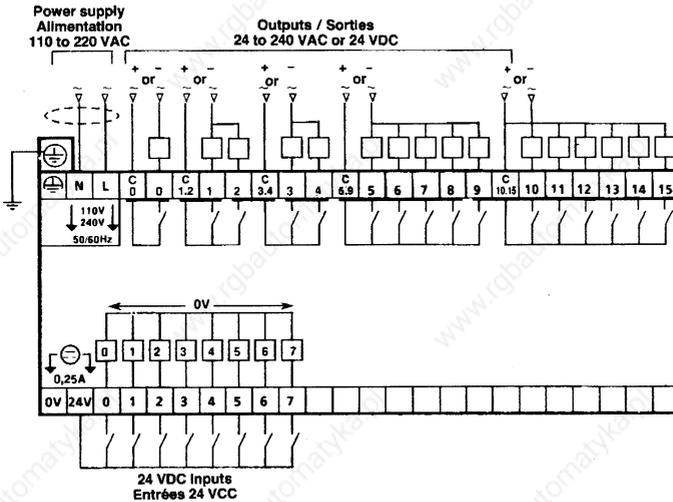 Power supply
Alimentation
110 to 220 VAC
Outputs / Sorties
24 to 240 VAC or 24 VDC
+ − + − + − + − + −
or or or or or
~ ~ ~ ~ ~ ~ ~ ~ ~ ~ ~ ~
N L C 0 0 C 1.2 1 2 C 3.4 3 4 C 5.9 5 6 7 8 9 C 10.15 10 11 12 13 14 15
110V
240V
50/60Hz
0V
0 1 2 3 4 5 6 7
0,25A
0V 24V 0 1 2 3 4 5 6 7
24 VDC Inputs
Entrées 24 VCC
www.rgbautomatyka.pl